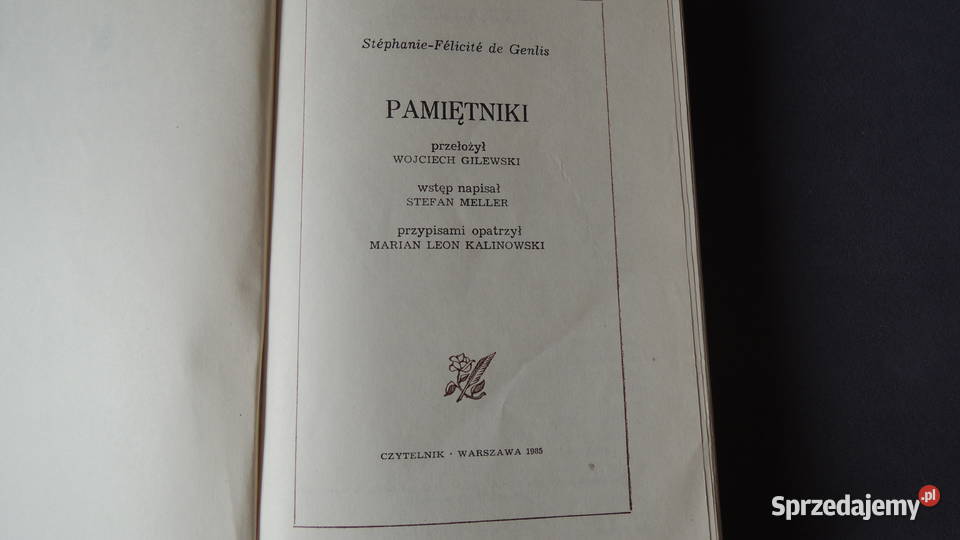 Stéphanie-Félicité de Genlis
PAMIĘTNIKI
przełożył
WOJCIECH GILEWSKI
wstęp napisał
STEFAN MELLER
przypisami opatrzył
MARIAN LEON KALINOWSKI
CZYTELNIK · WARSZAWA 1985
Sprzedajemy.pl